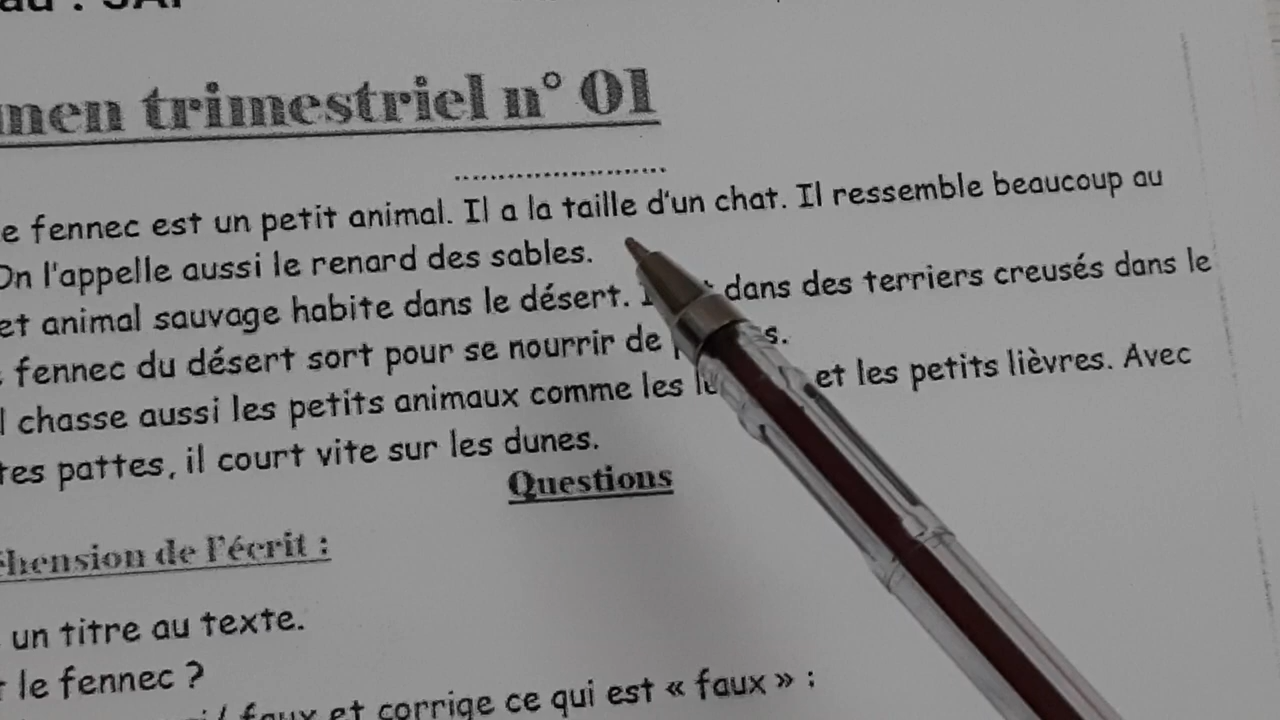 trimestriel n° 01
fennec est un petit animal. Il a la taille d'un chat. Il ressemble beaucoup au
On l'appelle aussi le renard des sables.
animal sauvage habite dans le désert. dans des terriers creusés dans le
fennec du désert sort pour se nourrir de
chasse aussi les petits animaux comme les et les petits lièvres. Avec
pattes, il court vite sur les dunes.
Questions
de l'écrit :
un titre au texte.
le fennec ?
faux et corrige ce qui est « faux » :